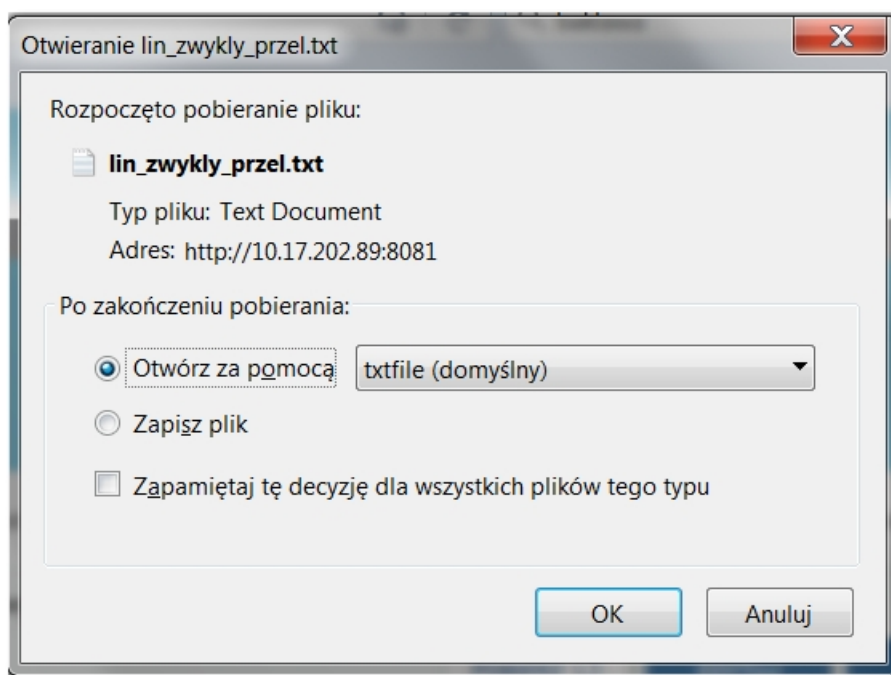 Otwieranie lin_zwykly_przel.txt
Rozpoczęto pobieranie pliku:
lin_zwykly_przel.txt
Typ pliku: Text Document
Adres: http://10.17.202.89:8081
Po zakończeniu pobierania:
Otwórz za pomocą txtfile (domyślny)
Zapisz plik
Zapamiętaj tę decyzję dla wszystkich plików tego typu
OK Anuluj